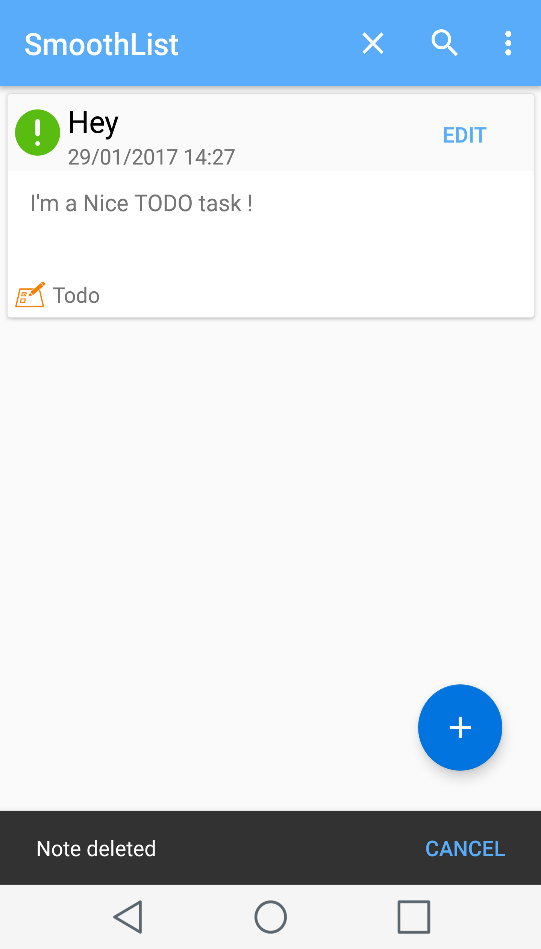 SmoothList
Hey
EDIT
29/01/2017 14:27
I'm a Nice TODO task !
Todo
Note deleted
CANCEL